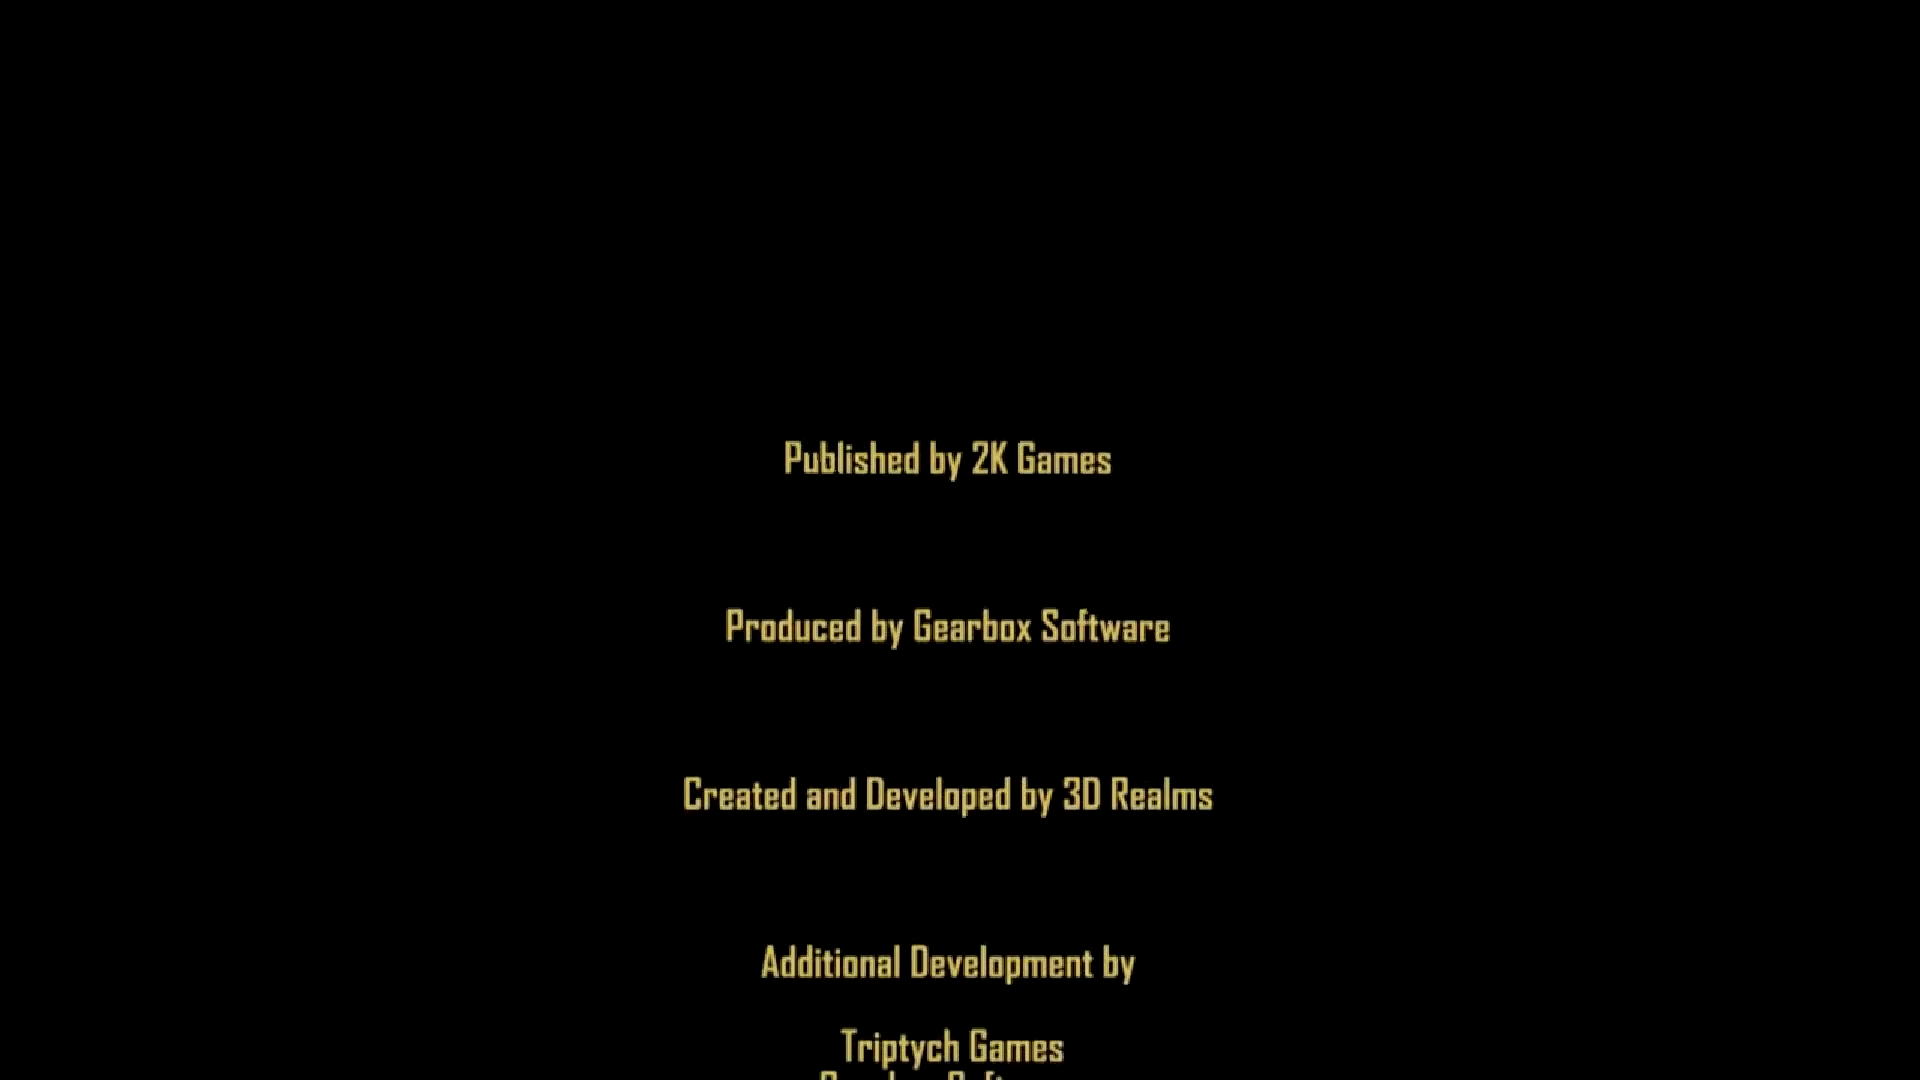 Published by 2K Games
Produced by Gearbox Software
Created and Developed by 3D Realms
Additional Development by
Triptych Games